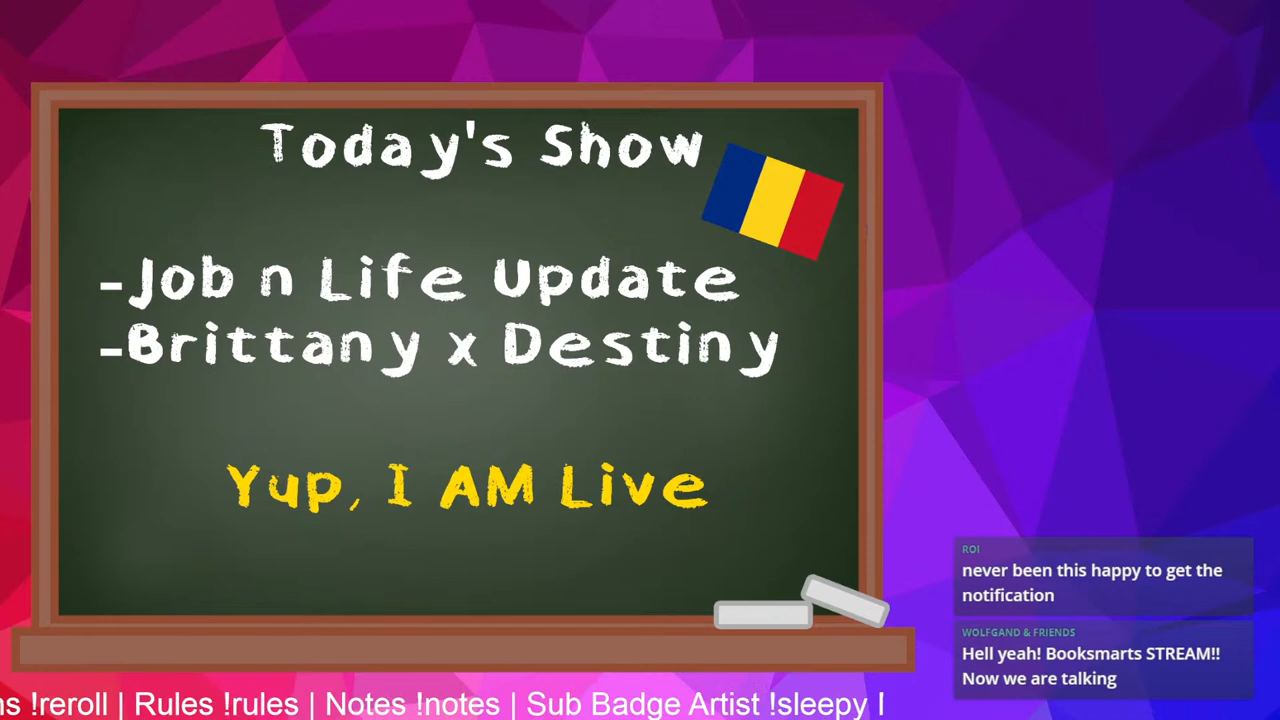 Today's Show
-Job n Life Update
-Brittany x Destiny
Yup, I AM Live
ROI
never been this happy to get the
notification
WOLFGAND & FRIENDS
Hell yeah! Booksmarts STREAM!!
Now we are talking
ns !reroll | Rules !rules | Notes !notes | Sub Badge Artist !sleepy |